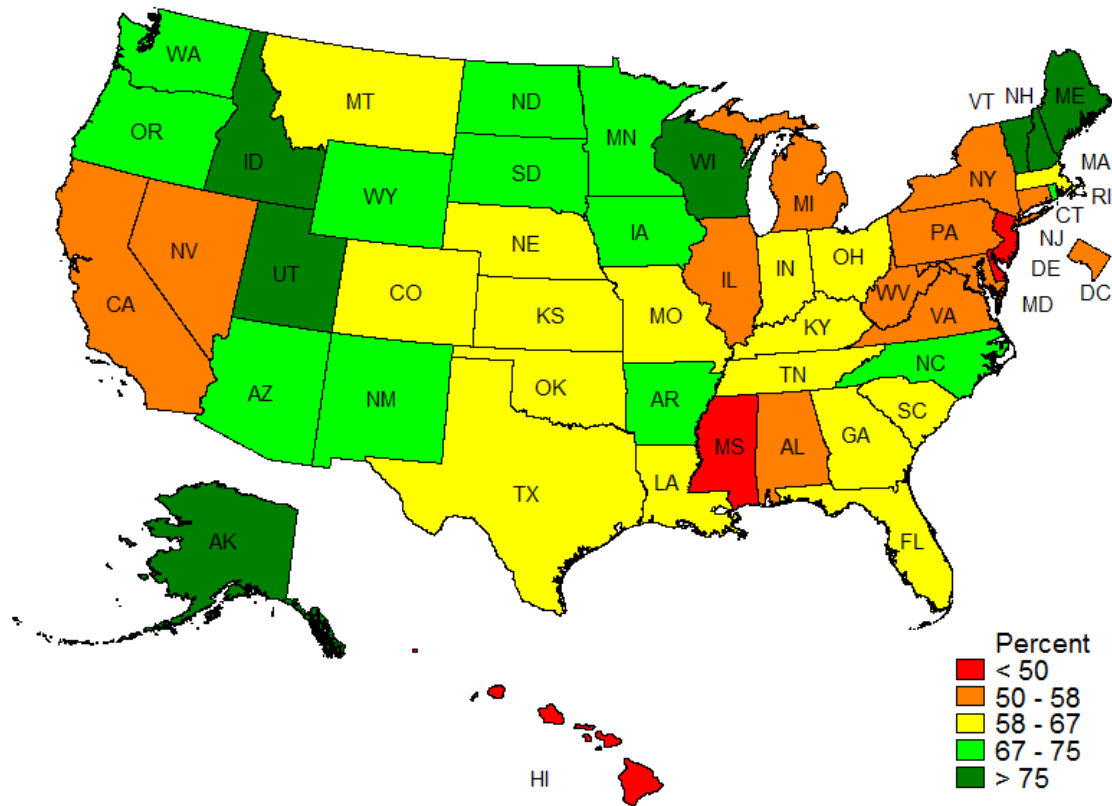 WA
MT
ND
MN
VT
NH
ME
OR
ID
WY
SD
WI
MI
NY
MA
RI
CT
NJ
NV
UT
NE
IA
PA
DE
DC
CA
CO
IL
IN
OH
WV
MD
VA
KS
MO
KY
AZ
NM
OK
AR
TN
NC
SC
MS
AL
GA
TX
LA
FL
AK
HI
Percent
< 50
50 - 58
58 - 67
67 - 75
> 75